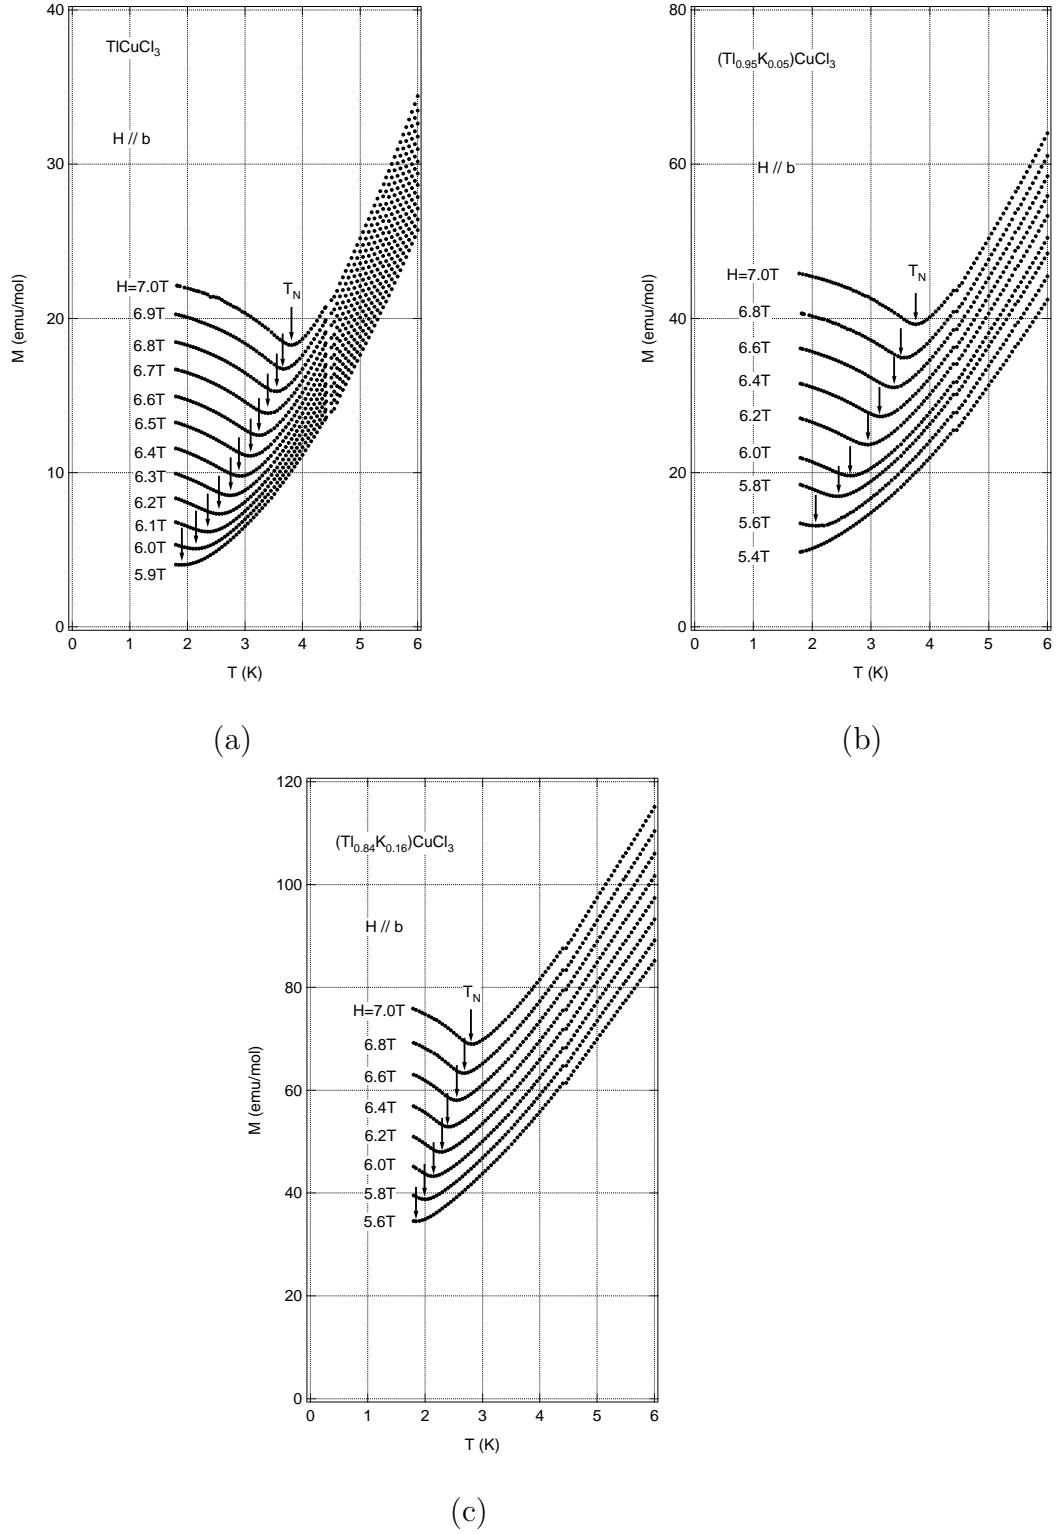 40
30
20
10
0
M (emu/mol)
TlCuCl3
H // b
TN
H=7.0T
6.9T
6.8T
6.7T
6.6T
6.5T
6.4T
6.3T
6.2T
6.1T
6.0T
5.9T
0 1 2 3 4 5 6
T (K)
(a)
80
60
40
20
0
M (emu/mol)
(Tl0.95K0.05)CuCl3
H // b
TN
H=7.0T
6.8T
6.6T
6.4T
6.2T
6.0T
5.8T
5.6T
5.4T
0 1 2 3 4 5 6
T (K)
(b)
120
100
80
60
40
20
0
M (emu/mol)
(Tl0.84K0.16)CuCl3
H // b
TN
H=7.0T
6.8T
6.6T
6.4T
6.2T
6.0T
5.8T
5.6T
0 1 2 3 4 5 6
T (K)
(c)